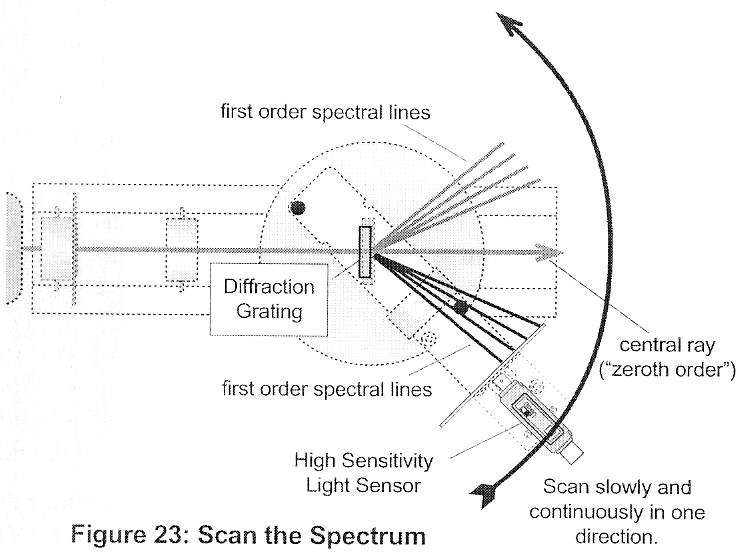 first order spectral lines
Diffraction
Grating
central ray
("zeroth order")
first order spectral lines
High Sensitivity
Light Sensor
Scan slowly and
continuously in one
direction.
Figure 23: Scan the Spectrum